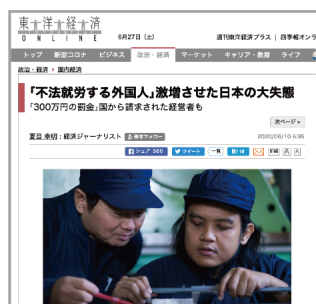 東洋経済
ONLINE
6月27日（土）
週刊東洋経済プラス | 四季報オンラ
トップ 新型コロナ ビジネス 政治・経済 マーケット キャリア・教育 ライフ
政治・経済 > 国内経済
「不法就労する外国人」激増させた日本の大失態
「300万円の罰金」国から請求された経営者も
次ページ »
夏目 幸明 : 経済ジャーナリスト 著者フォロー
2020/06/10 5:35
シェア 586 ツイート 一覧 B! 18 印刷 A A